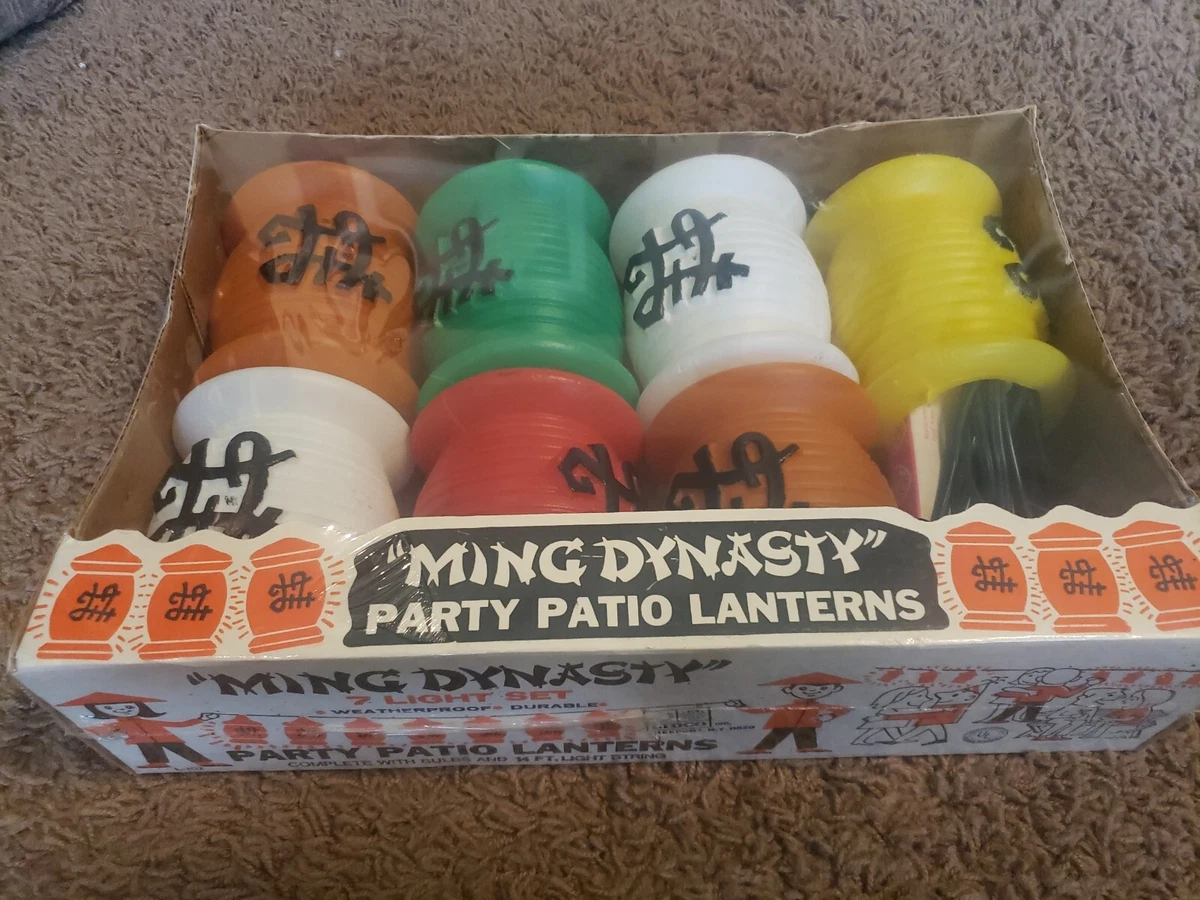 "MING DYNASTY"
PARTY PATIO LANTERNS
"MING DYNASTY"
7 LIGHT SET
• WEATHERPROOF • DURABLE •
PARTY PATIO LANTERNS
COMPLETE WITH BULBS AND 14 FT. LIGHT STRING